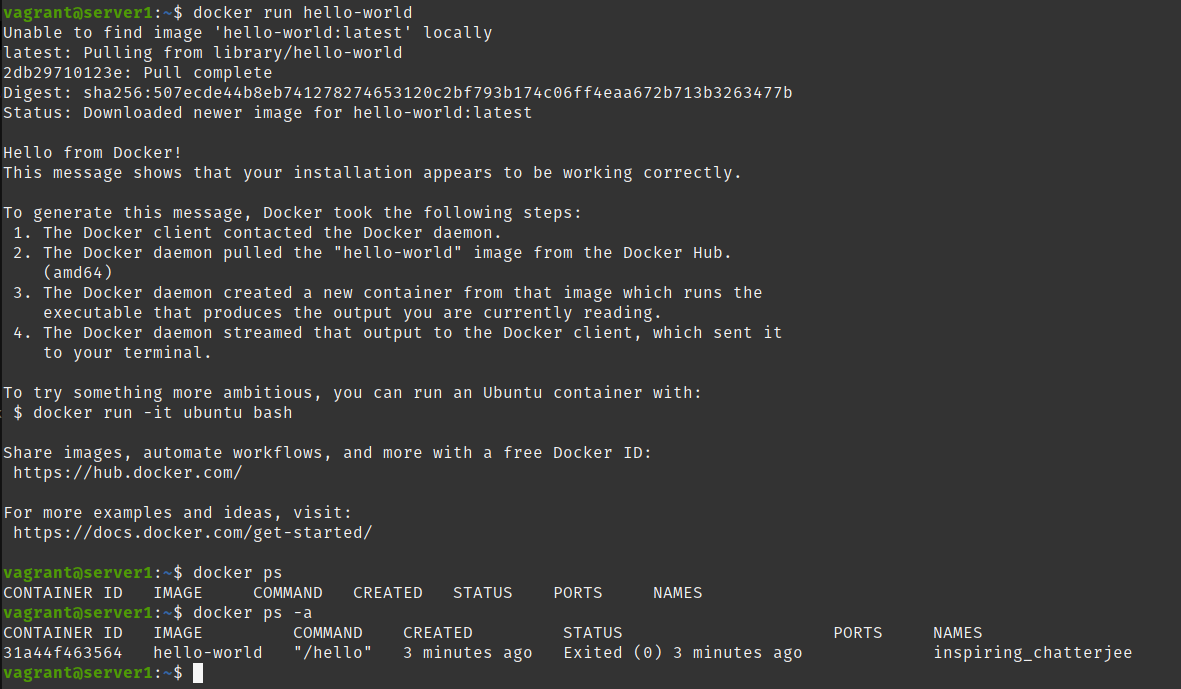 vagrant@server1:~$ docker run hello-world
Unable to find image 'hello-world:latest' locally
latest: Pulling from library/hello-world
2db29710123e: Pull complete
Digest: sha256:507ecde44b8eb741278274653120c2bf793b174c06ff4eaa672b713b3263477b
Status: Downloaded newer image for hello-world:latest

Hello from Docker!
This message shows that your installation appears to be working correctly.

To generate this message, Docker took the following steps:
 1. The Docker client contacted the Docker daemon.
 2. The Docker daemon pulled the "hello-world" image from the Docker Hub.
    (amd64)
 3. The Docker daemon created a new container from that image which runs the
    executable that produces the output you are currently reading.
 4. The Docker daemon streamed that output to the Docker client, which sent it
    to your terminal.

To try something more ambitious, you can run an Ubuntu container with:
 $ docker run -it ubuntu bash

Share images, automate workflows, and more with a free Docker ID:
 https://hub.docker.com/

For more examples and ideas, visit:
 https://docs.docker.com/get-started/

vagrant@server1:~$ docker ps
CONTAINER ID   IMAGE     COMMAND   CREATED   STATUS    PORTS     NAMES
vagrant@server1:~$ docker ps -a
CONTAINER ID   IMAGE         COMMAND    CREATED         STATUS                     PORTS     NAMES
31a44f463564   hello-world   "/hello"   3 minutes ago   Exited (0) 3 minutes ago             inspiring_chatterjee
vagrant@server1:~$